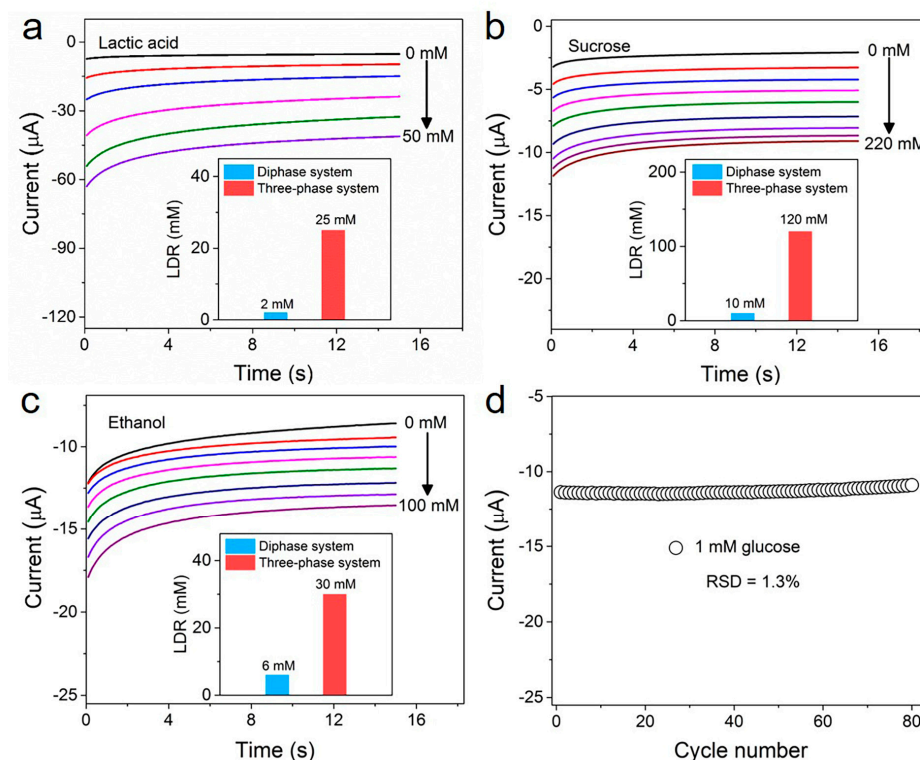 a
Lactic acid
0 mM
50 mM
0
-30
-60
-90
-120
Current (μA)
Diphase system
Three-phase system
25 mM
2 mM
40
20
0
LDR (mM)
0 4 8 12 16
Time (s)
b
Sucrose
0 mM
220 mM
0
-5
-10
-15
-20
Current (μA)
Diphase system
Three-phase system
120 mM
10 mM
200
100
0
LDR (mM)
0 4 8 12 16
Time (s)
c
Ethanol
0 mM
100 mM
-10
-15
-20
-25
Current (μA)
Diphase system
Three-phase system
30 mM
6 mM
40
20
0
LDR (mM)
0 4 8 12 16
Time (s)
d
-5
-10
-15
-20
-25
Current (μA)
1 mM glucose
RSD = 1.3%
0 20 40 60 80
Cycle number